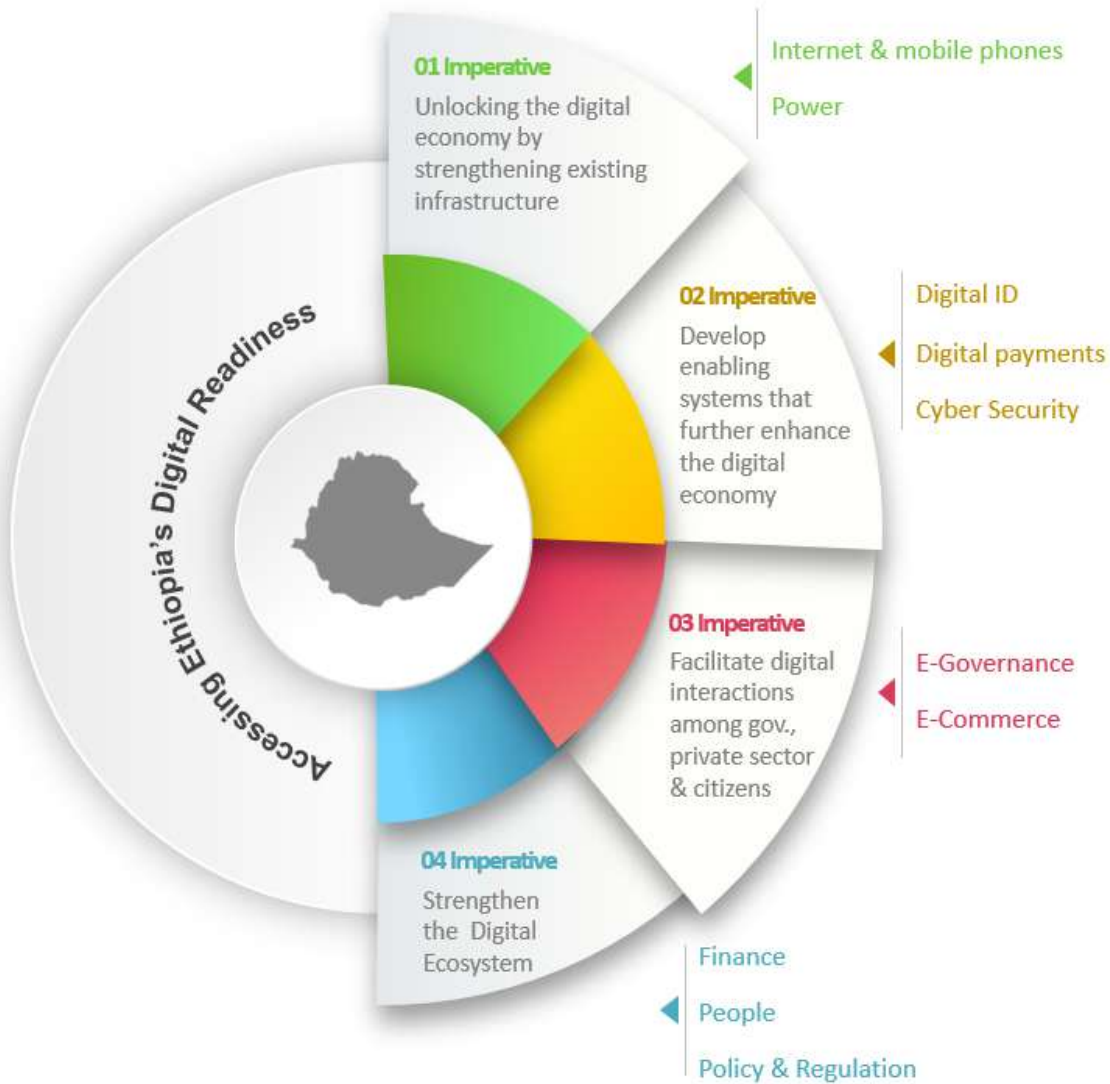 Accessing Ethiopia's Digital Readiness
01 Imperative
Unlocking the digital
economy by
strengthening existing
infrastructure
Internet & mobile phones
Power
02 Imperative
Develop
enabling
systems that
further enhance
the digital
economy
Digital ID
Digital payments
Cyber Security
03 Imperative
Facilitate digital
interactions
among gov.,
private sector
& citizens
E-Governance
E-Commerce
04 Imperative
Strengthen
the Digital
Ecosystem
Finance
People
Policy & Regulation